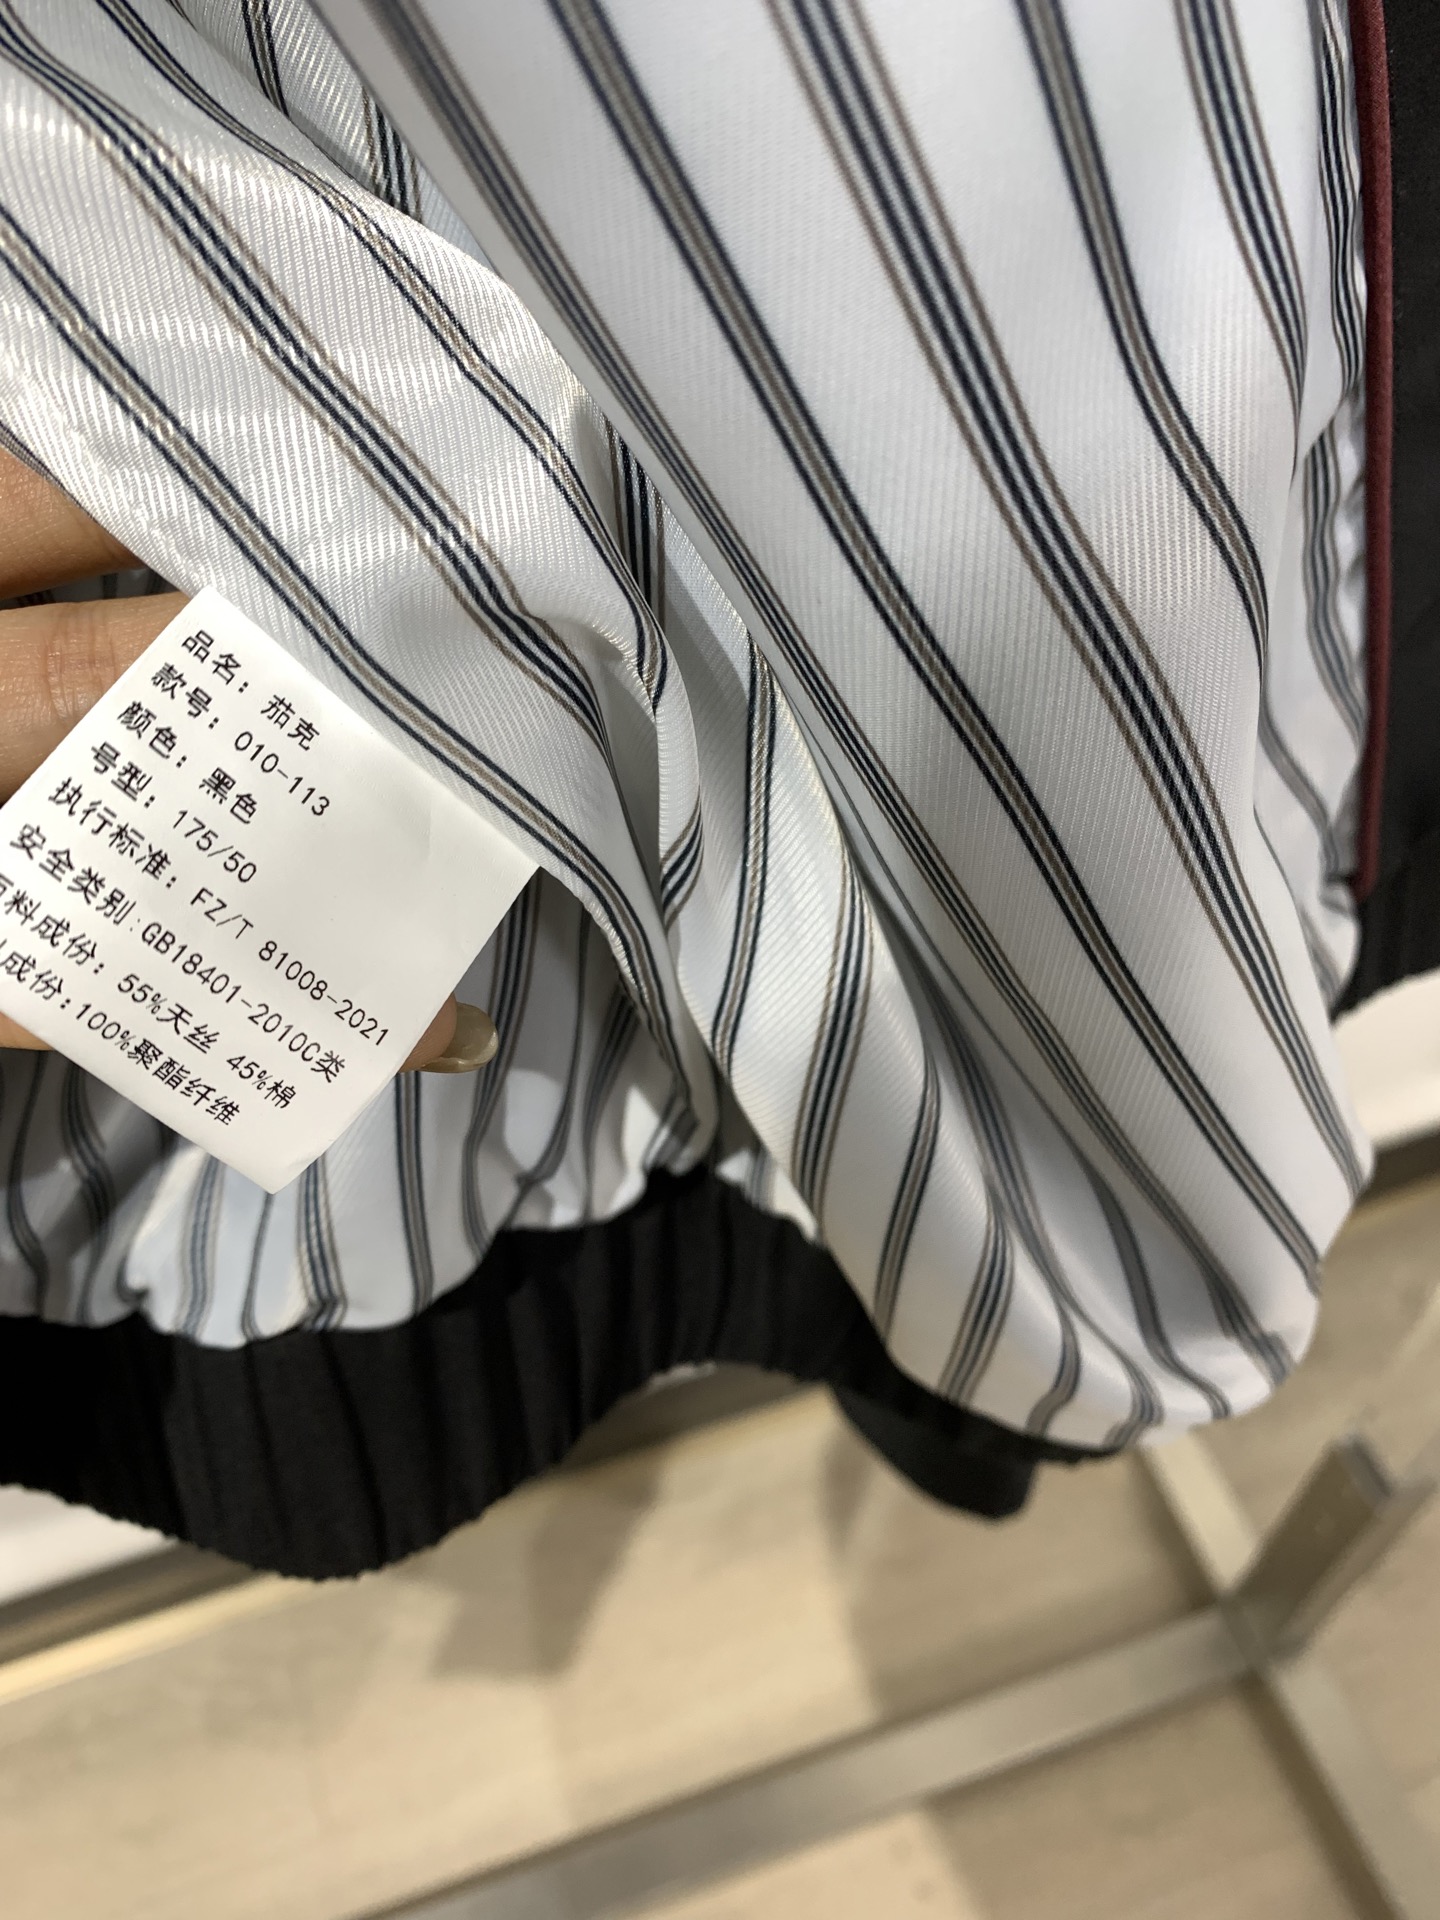 品名: 茄克
款号: 010-113
颜色: 黑色
号型: 175/50
执行标准: FZ/T 81008-2021
安全类别:GB18401-2010C类
料成份: 55%天丝 45%棉
成份:100%聚酯纤维